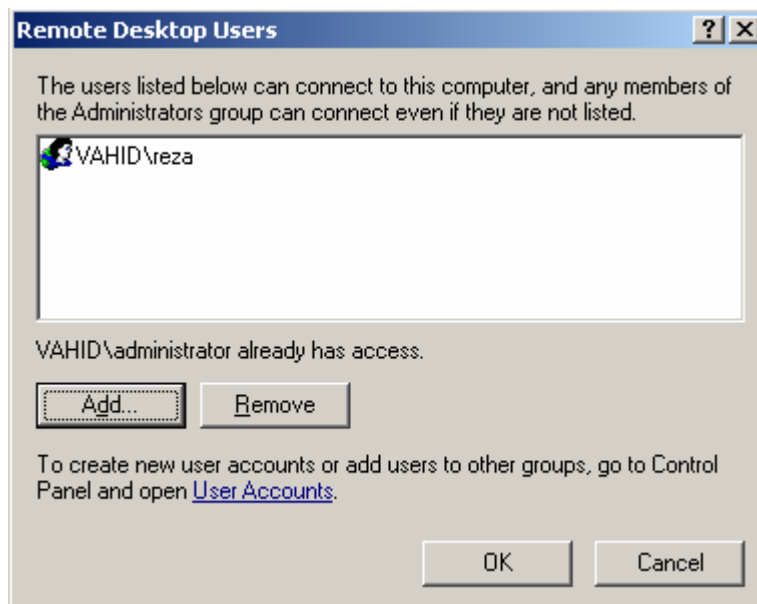 Remote Desktop Users
The users listed below can connect to this computer, and any members of
the Administrators group can connect even if they are not listed.
VAHID\reza
VAHID\administrator already has access.
Add...
Remove
To create new user accounts or add users to other groups, go to Control
Panel and open User Accounts.
OK
Cancel